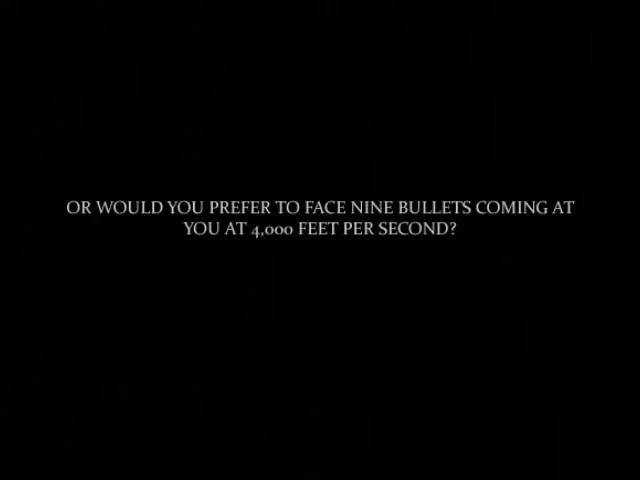 OR WOULD YOU PREFER TO FACE NINE BULLETS COMING AT
YOU AT 4,000 FEET PER SECOND?